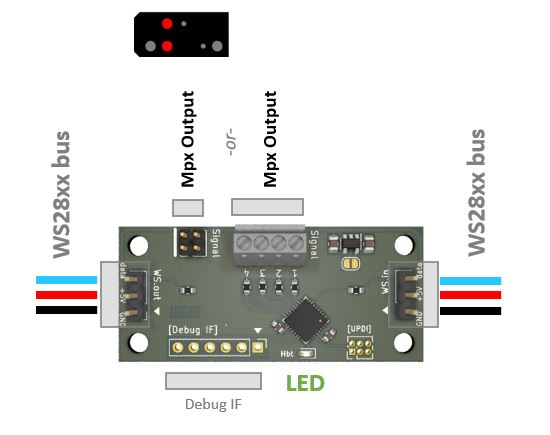 Mpx Output
-or-
Mpx Output
WS28xx bus
WS28xx bus
Signal
Signal
4 3 2 1
data
+5V
GND
WS.out
WS.in
data
+5V
GND
[Debug IF]
[UPDI]
Hbt
LED
Debug IF